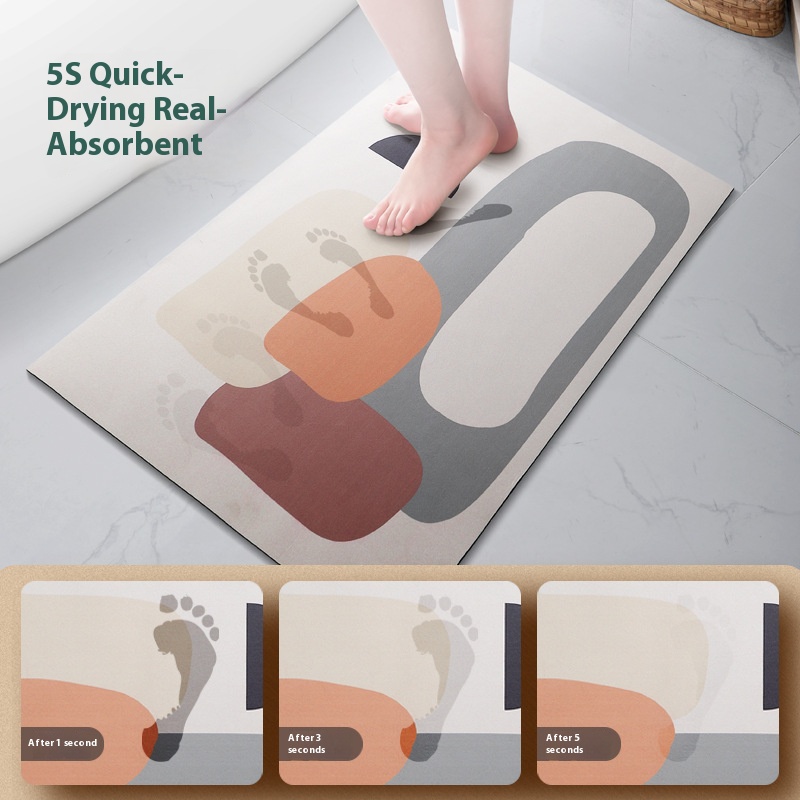 5S Quick-
Drying Real-
Absorbent
After 1 second
After 3
seconds
After 5
seconds